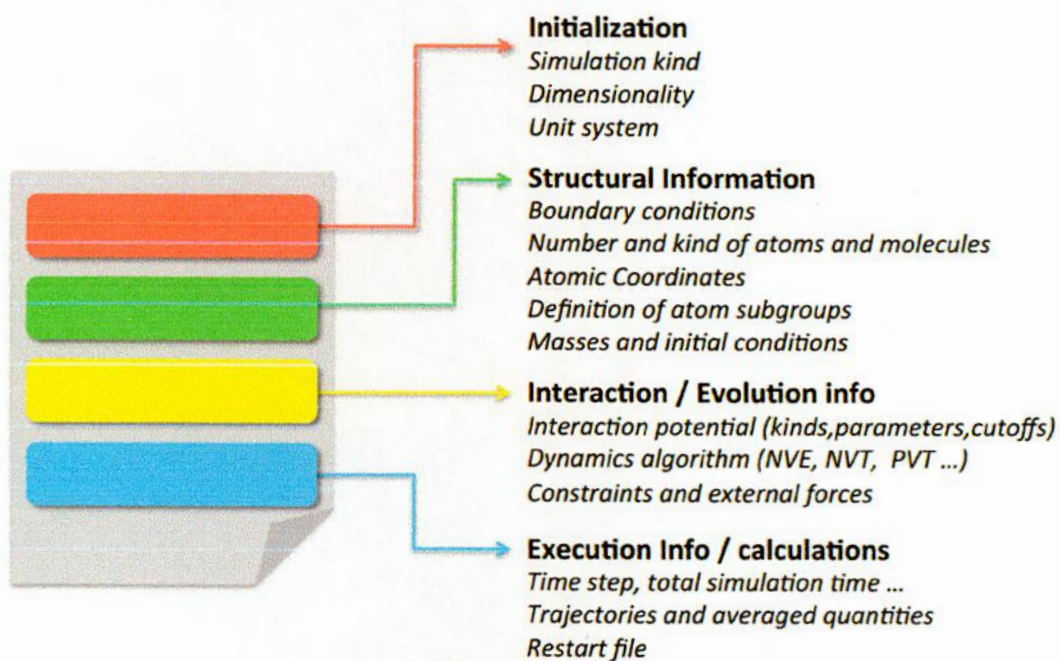 Initialization
Simulation kind
Dimensionality
Unit system
Structural Information
Boundary conditions
Number and kind of atoms and molecules
Atomic Coordinates
Definition of atom subgroups
Masses and initial conditions
Interaction / Evolution info
Interaction potential (kinds,parameters,cutoffs)
Dynamics algorithm (NVE, NVT, PVT ...)
Constraints and external forces
Execution Info / calculations
Time step, total simulation time ...
Trajectories and averaged quantities
Restart file